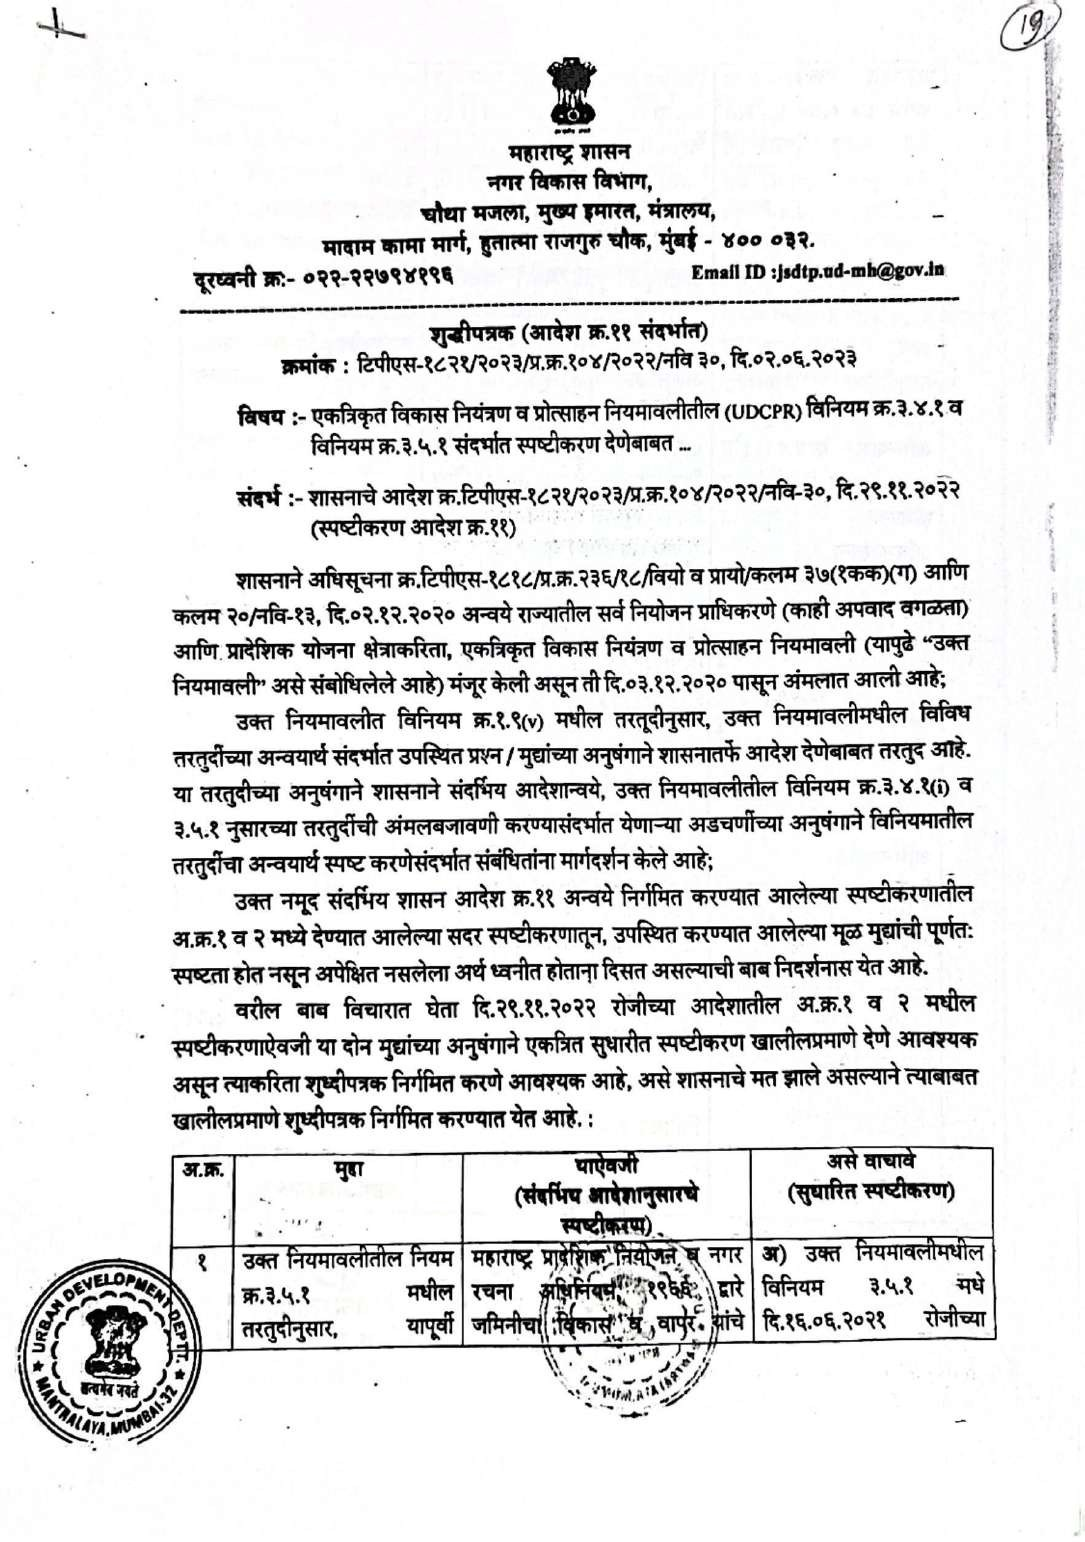 19
महाराष्ट्र शासन
नगर विकास विभाग,
चौथा मजला, मुख्य इमारत, मंत्रालय,
मादाम कामा मार्ग, हुतात्मा राजगुरु चौक, मुंबई - ४०० ०३२.
दूरध्वनी क्र:- ०२२-२२७९४१९६ Email ID :jsdtp.ud-mh@gov.in
शुद्धीपत्रक (आदेश क्र.११ संदर्भात)
क्रमांक : टिपीएस-१८२१/२०२३/प्र.क्र.१०४/२०२२/नवि ३०, दि.०२.०६.२०२३
विषय :- एकत्रिकृत विकास नियंत्रण व प्रोत्साहन नियमावलीतील (UDCPR) विनियम क्र.३.४.१ व
विनियम क्र.३.५.१ संदर्भात स्पष्टीकरण देणेबाबत ...
संदर्भ :- शासनाचे आदेश क्र.टिपीएस-१८२१/२०२३/प्र.क्र.१०४/२०२२/नवि-३०, दि.२९.११.२०२२
(स्पष्टीकरण आदेश क्र.११)
शासनाने अधिसूचना क्र.टिपीएस-१८१८/प्र.क्र.२३६/१८/वियो व प्रायो/कलम ३७(१कक)(ग) आणि
कलम २०/नवि-१३, दि.०२.१२.२०२० अन्वये राज्यातील सर्व नियोजन प्राधिकरणे (काही अपवाद वगळता)
आणि प्रादेशिक योजना क्षेत्राकरिता, एकत्रिकृत विकास नियंत्रण व प्रोत्साहन नियमावली (यापुढे “उक्त
नियमावली” असे संबोधिलेले आहे) मंजूर केली असून ती दि.०३.१२.२०२० पासून अंमलात आली आहे;
उक्त नियमावलीत विनियम क्र.१.९(v) मधील तरतूदीनुसार, उक्त नियमावलीमधील विविध
तरतुदींच्या अन्वयार्थ संदर्भात उपस्थित प्रश्न / मुद्यांच्या अनुषंगाने शासनातर्फे आदेश देणेबाबत तरतुद आहे.
या तरतुदीच्या अनुषंगाने शासनाने संदर्भिय आदेशान्वये, उक्त नियमावलीतील विनियम क्र.३.४.१(i) व
३.५.१ नुसारच्या तरतुदींची अंमलबजावणी करण्यासंदर्भात येणाऱ्या अडचर्णीच्या अनुषंगाने विनियमातील
तरतुदींचा अन्वयार्थ स्पष्ट करणेसंदर्भात संबंधितांना मार्गदर्शन केले आहे;
उक्त नमूद संदर्भिय शासन आदेश क्र.११ अन्वये निर्गमित करण्यात आलेल्या स्पष्टीकरणातील
अ.क्र.१ व २ मध्ये देण्यात आलेल्या सदर स्पष्टीकरणातून, उपस्थित करण्यात आलेल्या मूळ मुद्यांची पूर्णत:
स्पष्टता होत नसून अपेक्षित नसलेला अर्थ ध्वनीत होताना दिसत असल्याची बाब निदर्शनास येत आहे.
वरील बाब विचारात घेता दि.२९.११.२०२२ रोजीच्या आदेशातील अ.क्र.१ व २ मधील
स्पष्टीकरणाऐवजी या दोन मुद्यांच्या अनुषंगाने एकत्रित सुधारीत स्पष्टीकरण खालीलप्रमाणे देणे आवश्यक
असून त्याकरिता शुध्दीपत्रक निर्गमित करणे आवश्यक आहे, असे शासनाचे मत झाले असल्याने त्याबाबत
खालीलप्रमाणे शुध्दीपत्रक निर्गमित करण्यात येत आहे. :
अ.क्र. मुद्दा याऐवजी असे वाचावे
(संदर्भिय आदेशानुसारचे (सुधारित स्पष्टीकरण)
स्पष्टीकरण)
१ उक्त नियमावलीतील नियम महाराष्ट्र प्रादेशिक नियोजन व नगर अ) उक्त नियमावलीमधील
क्र.३.५.१ मधील रचना अधिनियम, १९६६ द्वारे विनियम ३.५.१ मधे
तरतुदीनुसार, यापूर्वी जमिनीचा विकास व वापर यांचे दि.१६.०६.२०२१ रोजीच्या
URBAN DEVELOPMENT DEPTT.
सत्यमेव जयते
MANTRALAYA, MUMBAI-32